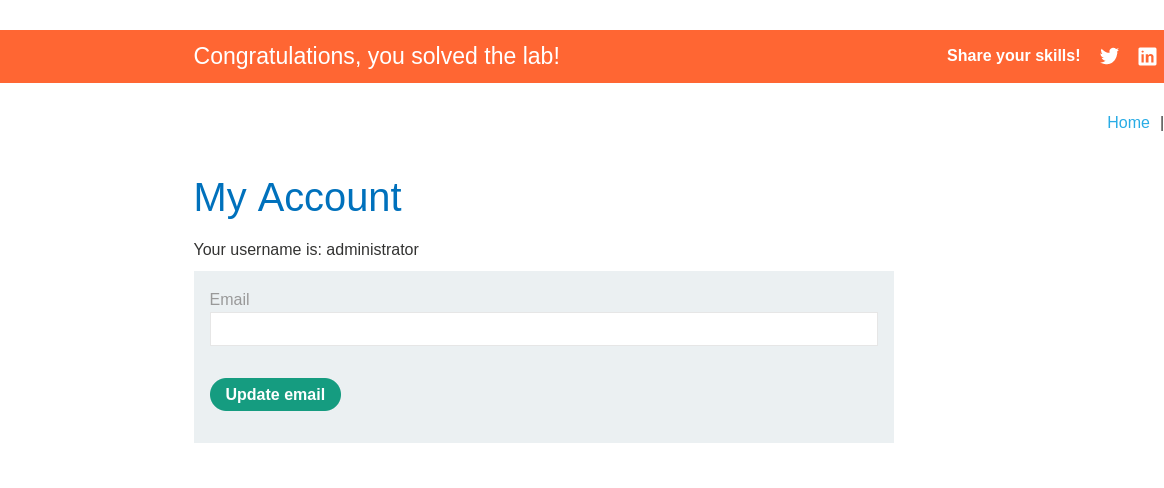 Congratulations, you solved the lab!
Share your skills!
Home |
My Account
Your username is: administrator
Email
Update email